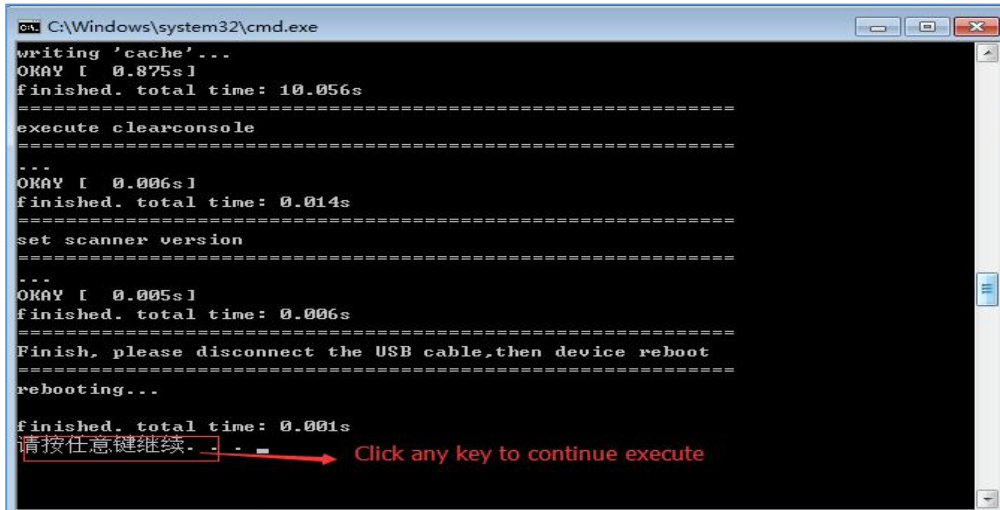 C:\Windows\system32\cmd.exe
writing 'cache'...
OKAY [  0.875s]
finished. total time: 10.056s
================================================================
execute clearconsole
================================================================
...
OKAY [  0.006s]
finished. total time: 0.014s
================================================================
set scanner version
================================================================
...
OKAY [  0.005s]
finished. total time: 0.006s
================================================================
Finish, please disconnect the USB cable,then device reboot
================================================================
rebooting...
finished. total time: 0.001s
请按任意键继续. . .
Click any key to continue execute